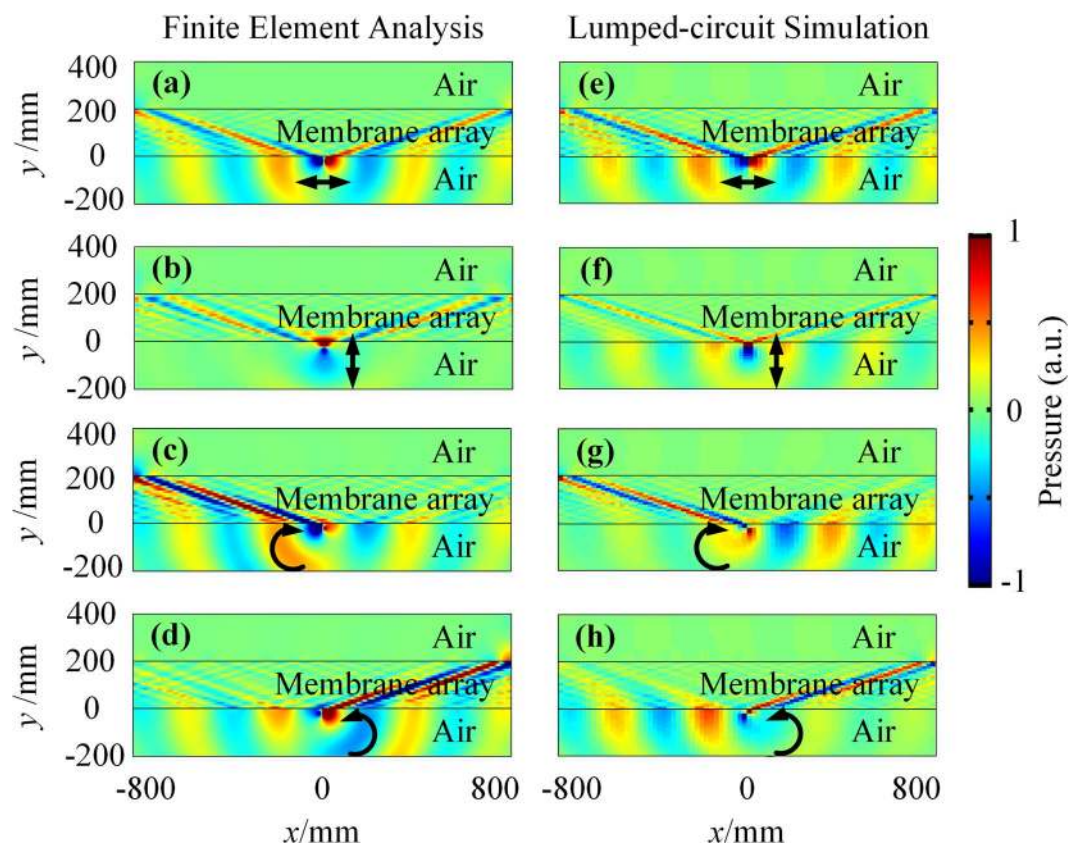 Finite Element Analysis
Lumped-circuit Simulation
400
200
0
-200
y/mm
(a)
Air
Membrane array
Air
(e)
Air
Membrane array
Air
400
200
0
-200
y/mm
(b)
Air
Membrane array
Air
(f)
Air
Membrane array
Air
400
200
0
-200
y/mm
(c)
Air
Membrane array
Air
(g)
Air
Membrane array
Air
400
200
0
-200
y/mm
(d)
Air
Membrane array
Air
(h)
Air
Membrane array
Air
-800 0 800
x/mm
-800 0 800
x/mm
1
0
-1
Pressure (a.u.)